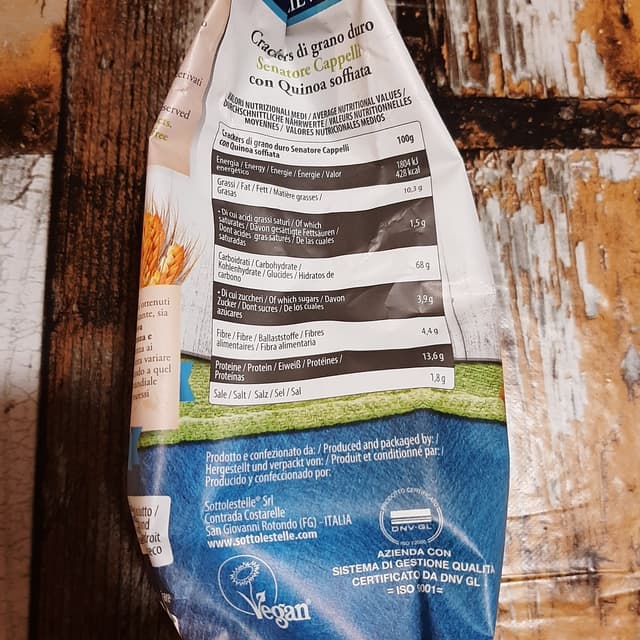 Crackers di grano duro
Senatore Cappelli
con Quinoa soffiata
VALORI NUTRIZIONALI MEDI / AVERAGE NUTRITIONAL VALUES /
DURCHSCHNITTLICHE NÄHRWERTE / VALEURS NUTRITIONNELLES
MOYENNES / VALORES NUTRICIONALES MEDIOS
Crackers di grano duro Senatore Cappelli
con Quinoa soffiata
100g
Energia / Energy / Energie / Énergie / Valor
energético
1804 kJ
428 kcal
Grassi / Fat / Fett / Matière grasses /
Grasas
10,3 g
• Di cui acidi grassi saturi / Of which
saturates / Davon gesättigte Fettsäuren /
Dont acides gras saturés / De las cuales
saturadas
1,5 g
Carboidrati / Carbohydrate /
Kohlenhydrate / Glucides / Hidratos de
carbono
68 g
• Di cui zuccheri / Of which sugars / Davon
Zucker / Dont sucres / De los cuales
azúcares
3,9 g
Fibre / Fibre / Ballaststoffe / Fibres
alimentaires / Fibra alimentaria
4,4 g
Proteine / Protein / Eiweiß / Protéines /
Proteinas
13,6 g
Sale / Salt / Salz / Sel / Sal
1,8 g
Prodotto e confezionato da: / Produced and packaged by: /
Hergestellt und verpackt von: / Produit et conditionné par: /
Producido y confeccionado por:
Sottolestelle® Srl
Contrada Costarelle
San Giovanni Rotondo (FG) - ITALIA
www.sottolestelle.com
DNV·GL
AZIENDA CON
SISTEMA DI GESTIONE QUALITÀ
CERTIFICATO DA DNV GL
= ISO 9001=
Vegan